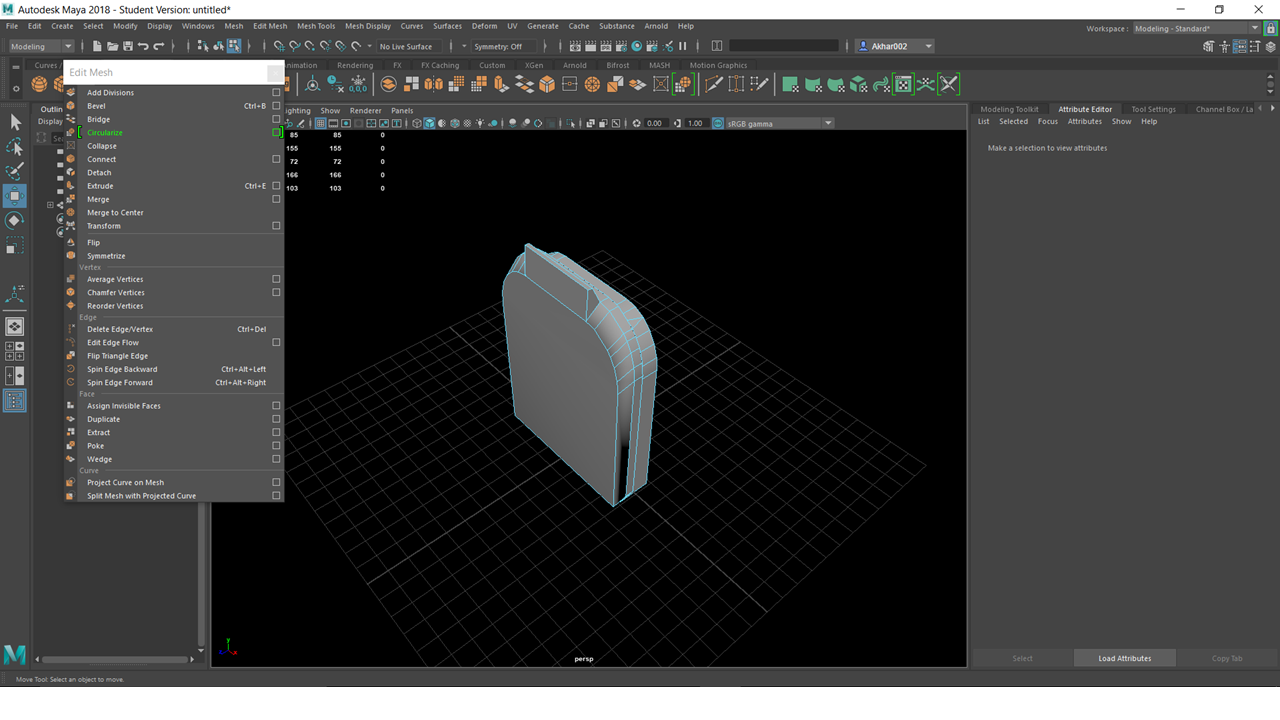 Autodesk Maya 2018 - Student Version: untitled*
File Edit Create Select Modify Display Windows Mesh Edit Mesh Mesh Tools Mesh Display Curves Surfaces Deform UV Generate Cache Substance Arnold Help
Workspace : Modeling - Standard*
Modeling No Live Surface Symmetry: Off Akhar002
Curves / Rendering FX FX Caching Custom XGen Arnold Bifrost MASH Motion Graphics
Edit Mesh
Add Divisions
Bevel Ctrl+B
Bridge
Circularize
Collapse
Connect
Detach
Extrude Ctrl+E
Merge
Merge to Center
Transform
Flip
Symmetrize
Vertex
Average Vertices
Chamfer Vertices
Reorder Vertices
Edge
Delete Edge/Vertex Ctrl+Del
Edit Edge Flow
Flip Triangle Edge
Spin Edge Backward Ctrl+Alt+Left
Spin Edge Forward Ctrl+Alt+Right
Face
Assign Invisible Faces
Duplicate
Extract
Poke
Wedge
Curve
Project Curve on Mesh
Split Mesh with Projected Curve
Show Renderer Panels
0.00 1.00 sRGB gamma
85 85 0
155 155 0
72 72 0
166 166 0
103 103 0
persp
Modeling Toolkit Attribute Editor Tool Settings Channel Box / La
List Selected Focus Attributes Show Help
Make a selection to view attributes
Select Load Attributes Copy Tab
Move Tool: Select an object to move.